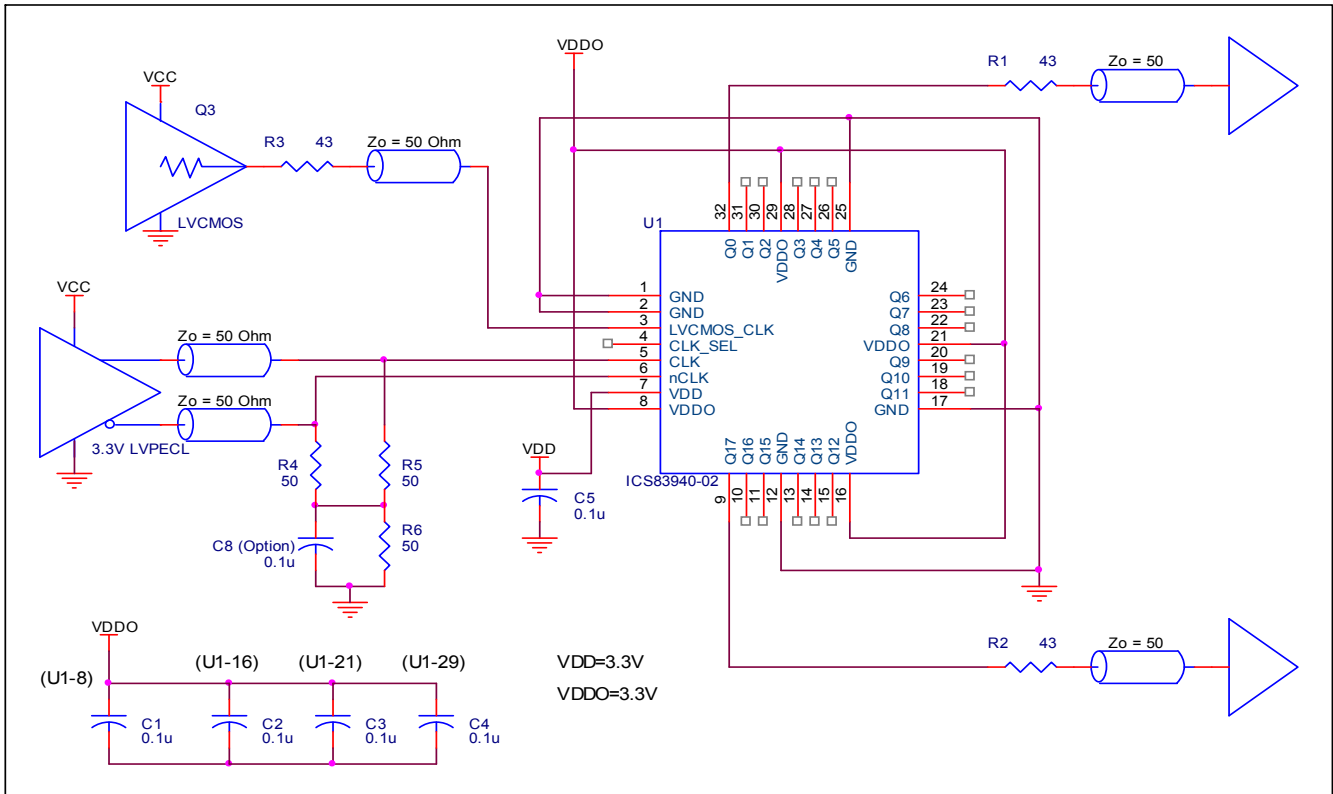 VDDO
R1 43 Zo = 50
VCC
Q3
R3 43 Zo = 50 Ohm
LVCMOS
U1
32 31 30 29 28 27 26 25
Q0 Q1 Q2 VDDO Q3 Q4 Q5 GND
1 GND
2 GND
3 LVCMOS_CLK
4 CLK_SEL
5 CLK
6 nCLK
7 VDD
8 VDDO
Q6 24
Q7 23
Q8 22
VDDO 21
Q9 20
Q10 19
Q11 18
GND 17
Q17 Q16 Q15 GND Q14 Q13 Q12 VDDO
9 10 11 12 13 14 15 16
ICS83940-02
VCC
Zo = 50 Ohm
Zo = 50 Ohm
3.3V LVPECL
R4
50
R5
50
R6
50
C8 (Option)
0.1u
VDD
C5
0.1u
R2 43 Zo = 50
VDDO
(U1-8)
(U1-16)
(U1-21)
(U1-29)
C1
0.1u
C2
0.1u
C3
0.1u
C4
0.1u
VDD=3.3V
VDDO=3.3V